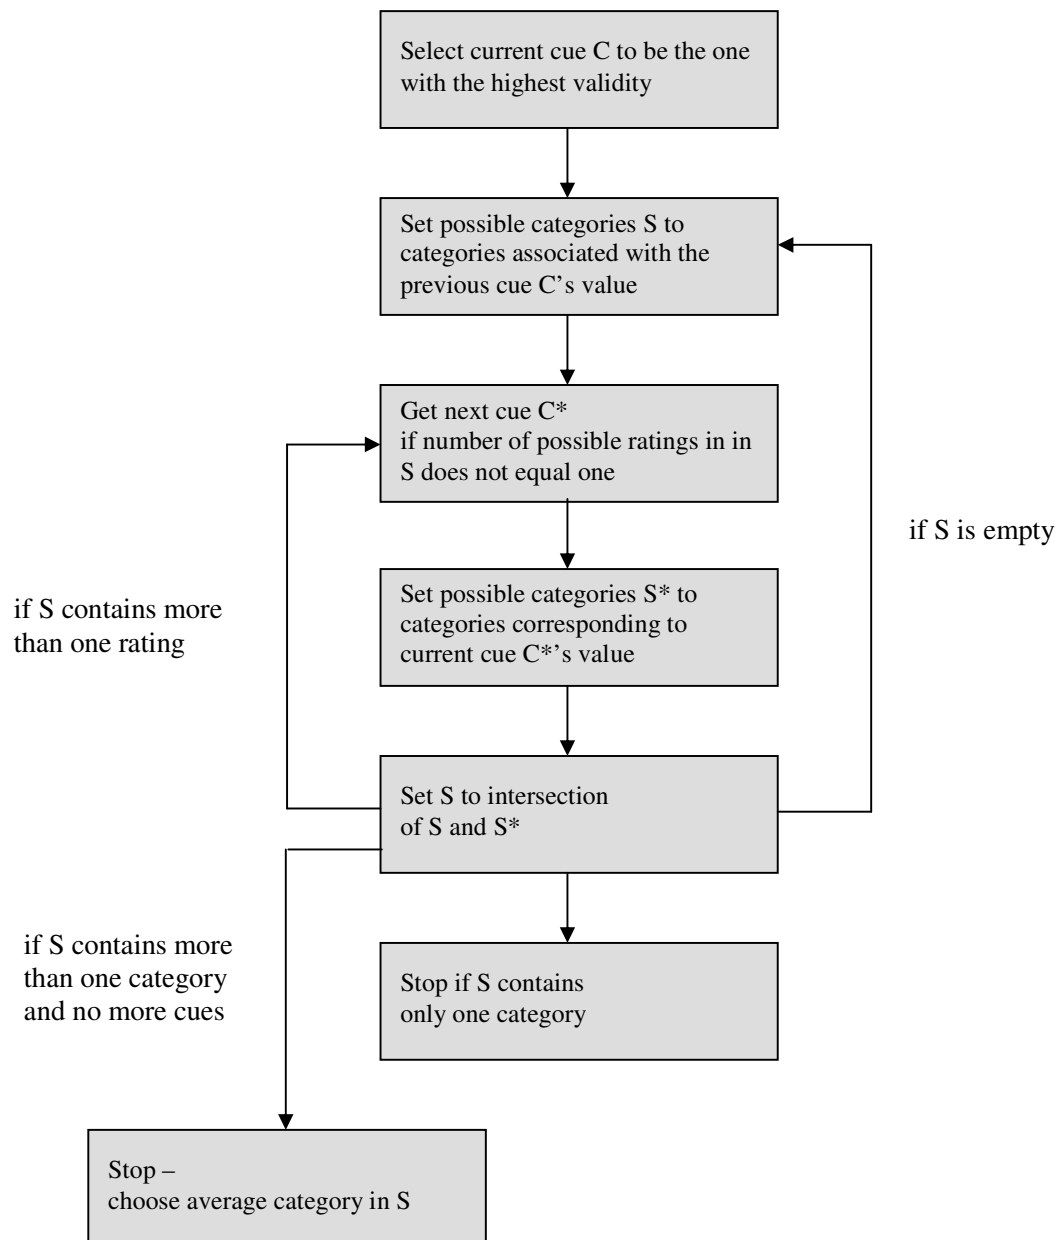 Select current cue C to be the one
with the highest validity
Set possible categories S to
categories associated with the
previous cue C’s value
Get next cue C*
if number of possible ratings in in
S does not equal one
if S is empty
Set possible categories S* to
categories corresponding to
current cue C*’s value
if S contains more
than one rating
Set S to intersection
of S and S*
if S contains more
than one category
and no more cues
Stop if S contains
only one category
Stop –
choose average category in S